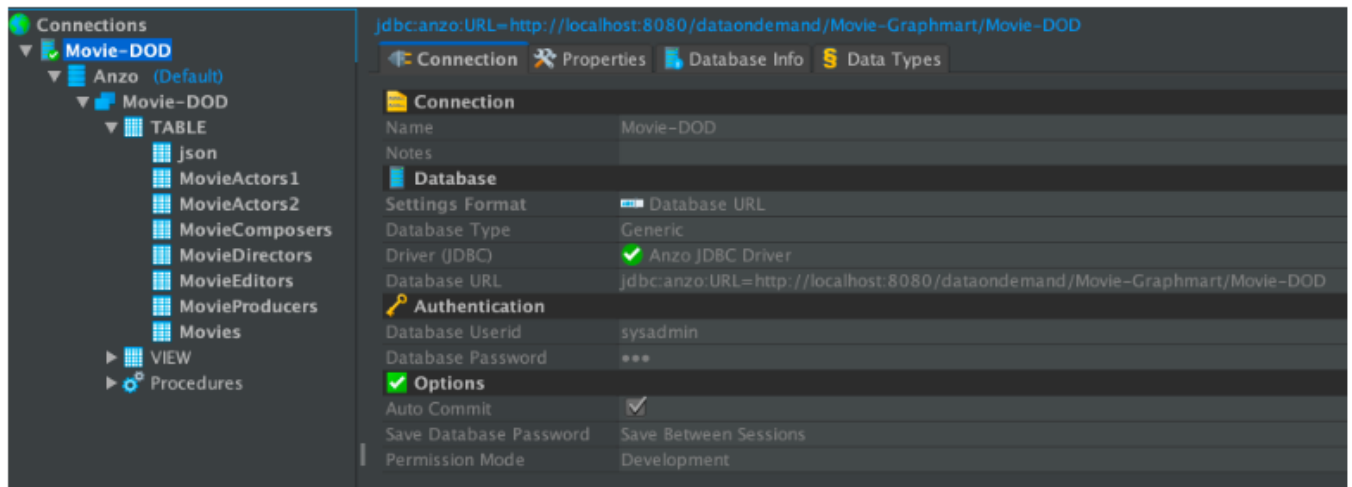 Connections
Movie-DOD
Anzo (Default)
Movie-DOD
TABLE
json
MovieActors1
MovieActors2
MovieComposers
MovieDirectors
MovieEditors
MovieProducers
Movies
VIEW
Procedures
jdbc:anzo:URL=http://localhost:8080/dataondemand/Movie-Graphmart/Movie-DOD
Connection Properties Database Info Data Types
Connection
Name Movie-DOD
Notes
Database
Settings Format Database URL
Database Type Generic
Driver (JDBC) Anzo JDBC Driver
Database URL jdbc:anzo:URL=http://localhost:8080/dataondemand/Movie-Graphmart/Movie-DOD
Authentication
Database Userid sysadmin
Database Password •••
Options
Auto Commit
Save Database Password Save Between Sessions
Permission Mode Development